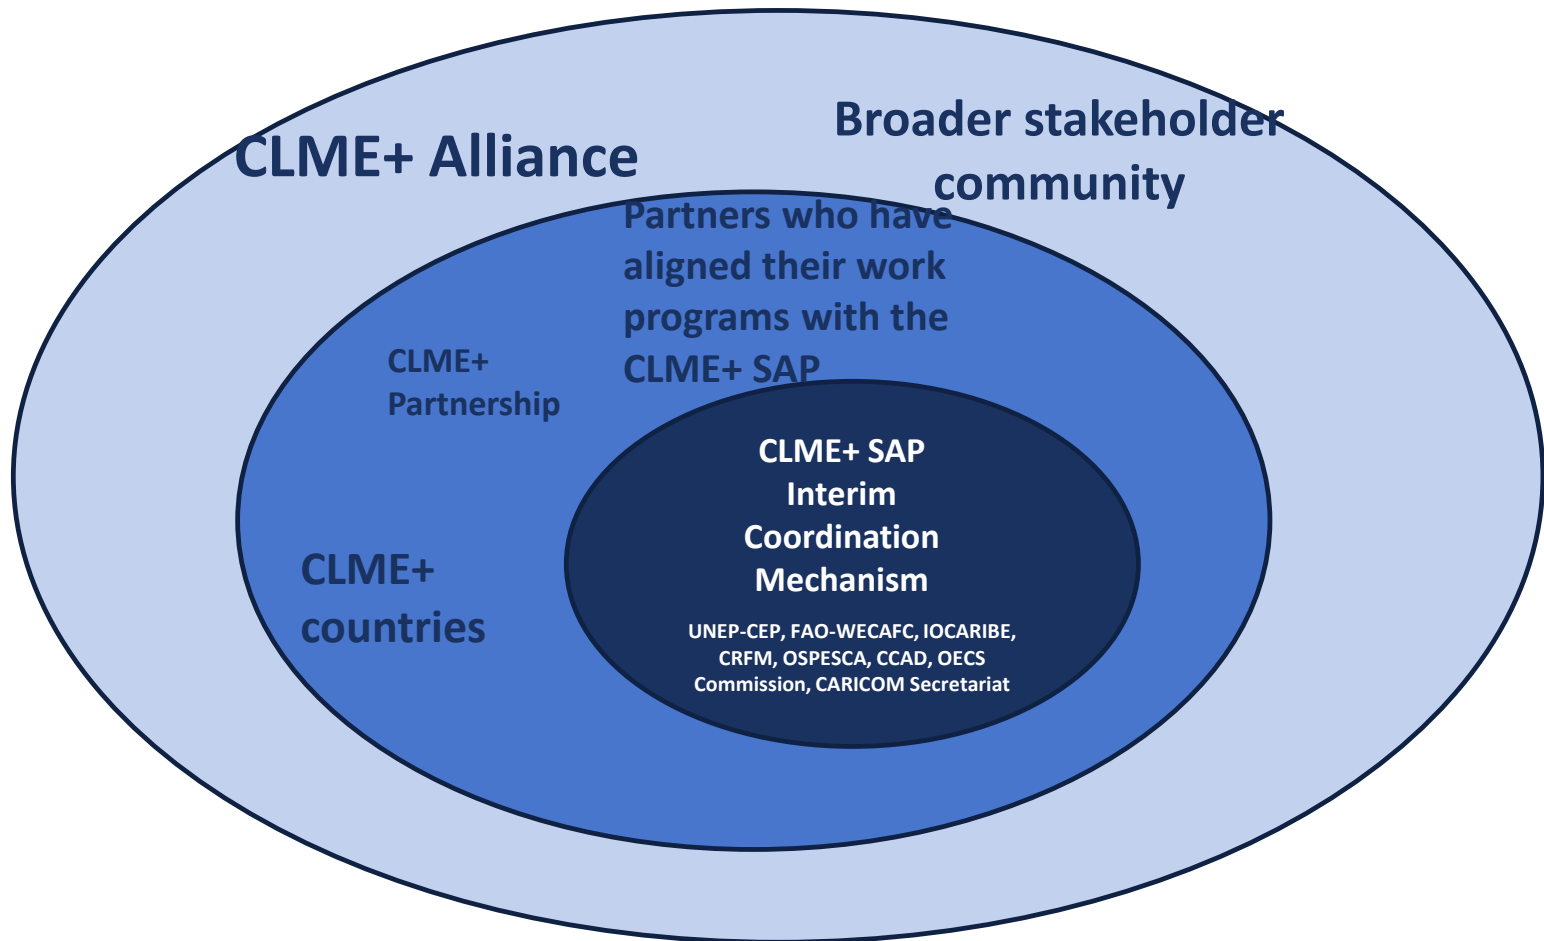 CLME+ Alliance
Broader stakeholder
community
Partners who have
aligned their work
programs with the
CLME+ SAP
CLME+
Partnership
CLME+ SAP
Interim
Coordination
Mechanism
CLME+
countries
UNEP-CEP, FAO-WECAFC, IOCARIBE,
CRFM, OSPESCA, CCAD, OECS
Commission, CARICOM Secretariat